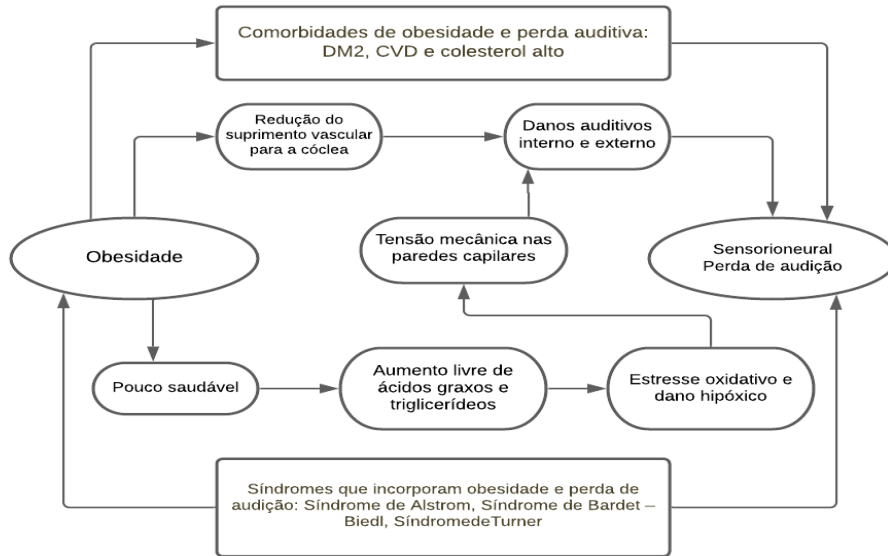 Comorbidades de obesidade e perda auditiva:
DM2, CVD e colesterol alto
Redução do
suprimento vascular
para a cóclea
Danos auditivos
interno e externo
Obesidade
Tensão mecânica nas
paredes capilares
Sensorioneural
Perda de audição
Pouco saudável
Aumento livre de
ácidos graxos e
triglicerídeos
Estresse oxidativo e
dano hipóxico
Síndromes que incorporam obesidade e perda de
audição: Síndrome de Alstrom, Síndrome de Bardet –
Biedl, SíndromedeTurner